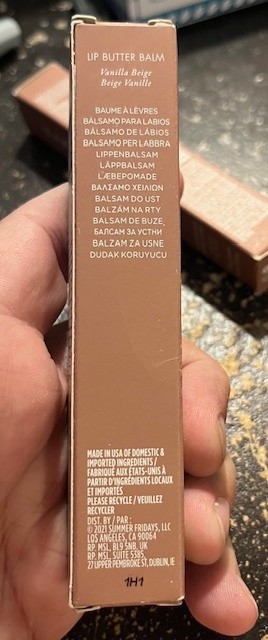 LIP BUTTER BALM
Vanilla Beige
Beige Vanille
BAUME À LÈVRES
BÁLSAMO PARA LABIOS
BÁLSAMO DE LÁBIOS
BALSAMO PER LABBRA
LIPPENBALSAM
LÄPPBALSAM
LÆBEPOMADE
ΒΑΛΣΑΜΟ ΧΕΙΛΙΩΝ
BALSAM DO UST
BALZÁM NA RTY
BALSAM DE BUZE
БАЛСАМ ЗА УСТНИ
BALZAM ZA USNE
DUDAK KORUYUCU
MADE IN USA OF DOMESTIC &
IMPORTED INGREDIENTS /
FABRIQUÉ AUX ÉTATS-UNIS À
PARTIR D'INGRÉDIENTS LOCAUX
ET IMPORTÉS
PLEASE RECYCLE / VEUILLEZ
RECYCLER
DIST. BY / PAR :
© 2021 SUMMER FRIDAYS, LLC
LOS ANGELES, CA 90064
RP. MSL, BL9 5NB, UK
RP. MSL, SUITE 5385,
27 UPPER PEMBROKE ST, DUBLIN, IE
1H1